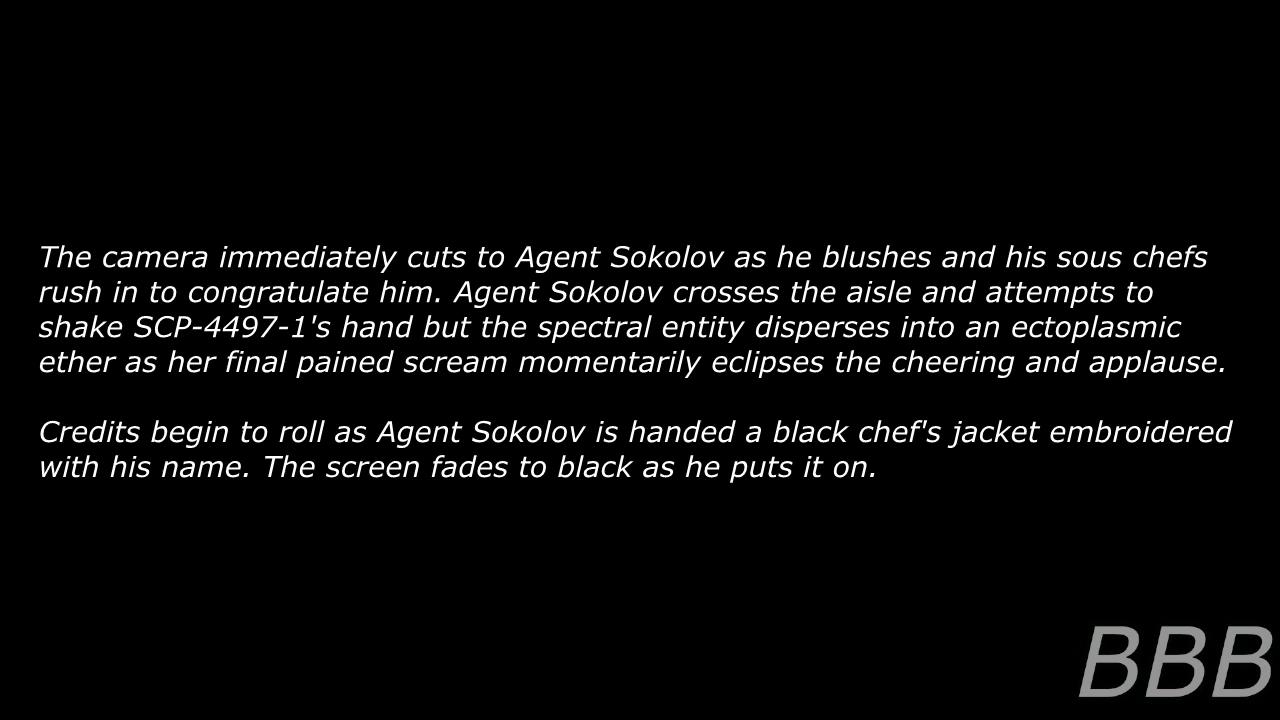 The camera immediately cuts to Agent Sokolov as he blushes and his sous chefs
rush in to congratulate him. Agent Sokolov crosses the aisle and attempts to
shake SCP-4497-1's hand but the spectral entity disperses into an ectoplasmic
ether as her final pained scream momentarily eclipses the cheering and applause.
Credits begin to roll as Agent Sokolov is handed a black chef's jacket embroidered
with his name. The screen fades to black as he puts it on.
BBB